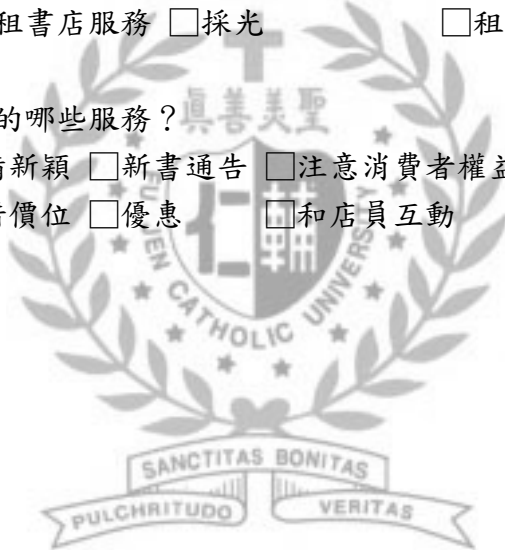 租書店服務 □採光 □租
的哪些服務？
真善美聖
新穎 □新書通告 □注意消費者權益
價位 □優惠 □和店員互動
FU JEN CATHOLIC UNIVERSITY
仁 輔
SANCTITAS BONITAS
PULCHRITUDO VERITAS